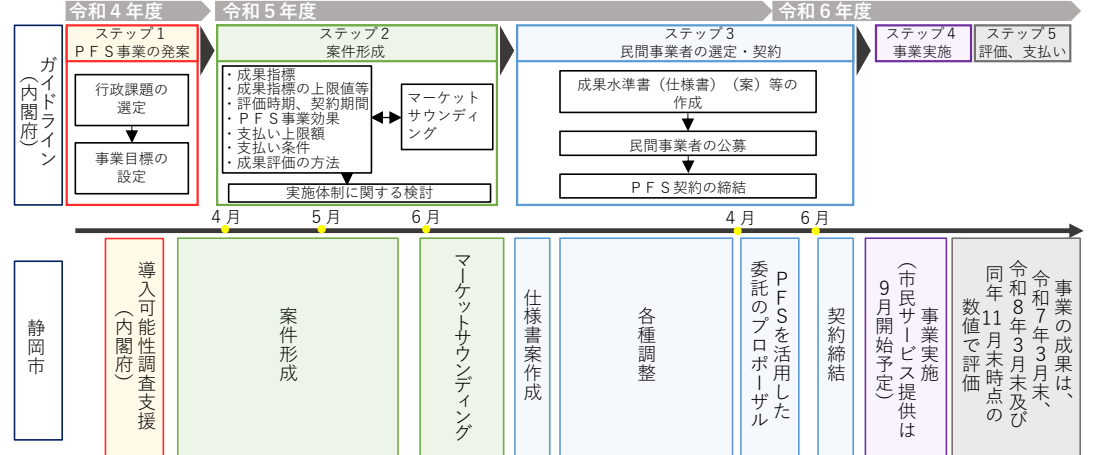 令和４年度
令和５年度
令和６年度
ガイドライン
（内閣府）
ステップ１
ＰＦＳ事業の発案
行政課題の
選定
事業目標の
設定
ステップ２
案件形成
・成果指標
・成果指標の上限値等
・評価時期、契約期間
・ＰＦＳ事業効果
・支払い上限額
・支払い条件
・成果評価の方法
マーケット
サウンディ
ング
実施体制に関する検討
ステップ３
民間事業者の選定・契約
成果水準書（仕様書）（案）等の
作成
民間事業者の公募
ＰＦＳ契約の締結
ステップ４
事業実施
ステップ５
評価、支払い
４月
５月
６月
４月
６月
静岡市
導入可能性調査支援
（内閣府）
案件形成
マーケットサウンディング
仕様書案作成
各種調整
ＰＦＳを活用した
委託のプロポーザル
契約締結
事業実施
（市民サービス提供は
９月開始予定）
事業の成果は、
令和７年３月末、
令和８年３月末及び
同年11月末時点の
数値で評価